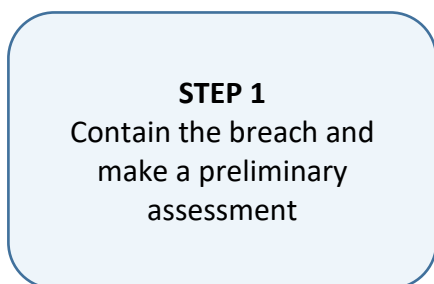 STEP 1
Contain the breach and
make a preliminary
assessment